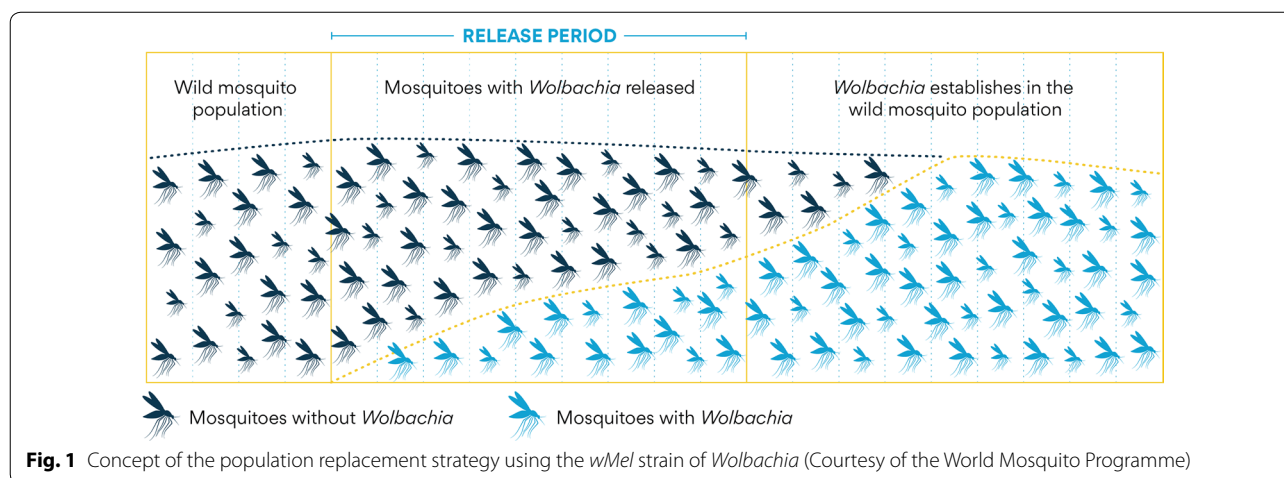 RELEASE PERIOD
Wild mosquito
population
Mosquitoes with Wolbachia released
Wolbachia establishes in the
wild mosquito population
Mosquitoes without Wolbachia
Mosquitoes with Wolbachia
Fig. 1 Concept of the population replacement strategy using the wMel strain of Wolbachia (Courtesy of the World Mosquito Programme)